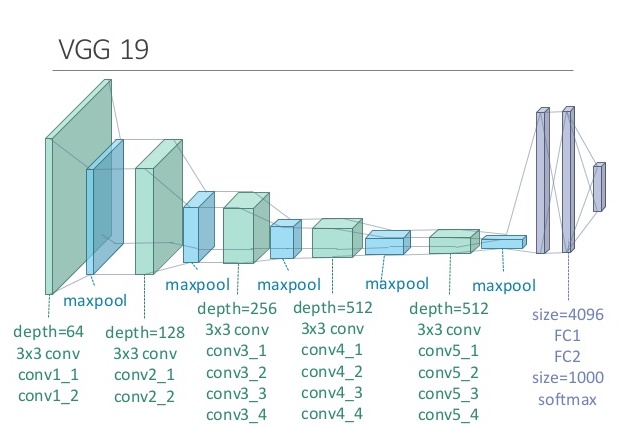 VGG 19
maxpool
maxpool
maxpool
maxpool
maxpool
depth=64
3x3 conv
conv1_1
conv1_2
depth=128
3x3 conv
conv2_1
conv2_2
depth=256
3x3 conv
conv3_1
conv3_2
conv3_3
conv3_4
depth=512
3x3 conv
conv4_1
conv4_2
conv4_3
conv4_4
depth=512
3x3 conv
conv5_1
conv5_2
conv5_3
conv5_4
size=4096
FC1
FC2
size=1000
softmax